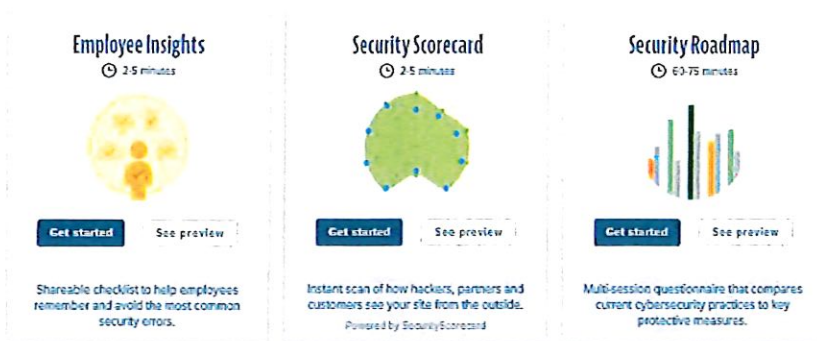 Employee Insights
2-5 minutes
Get started
See preview
Shareable checklist to help employees
remember and avoid the most common
security errors.
Security Scorecard
2-5 minutes
Get started
See preview
Instant scan of how hackers, partners and
customers see your site from the outside.
Powered by SecurityScorecard
Security Roadmap
60-75 minutes
Get started
See preview
Multi-session questionnaire that compares
current cybersecurity practices to key
protective measures.